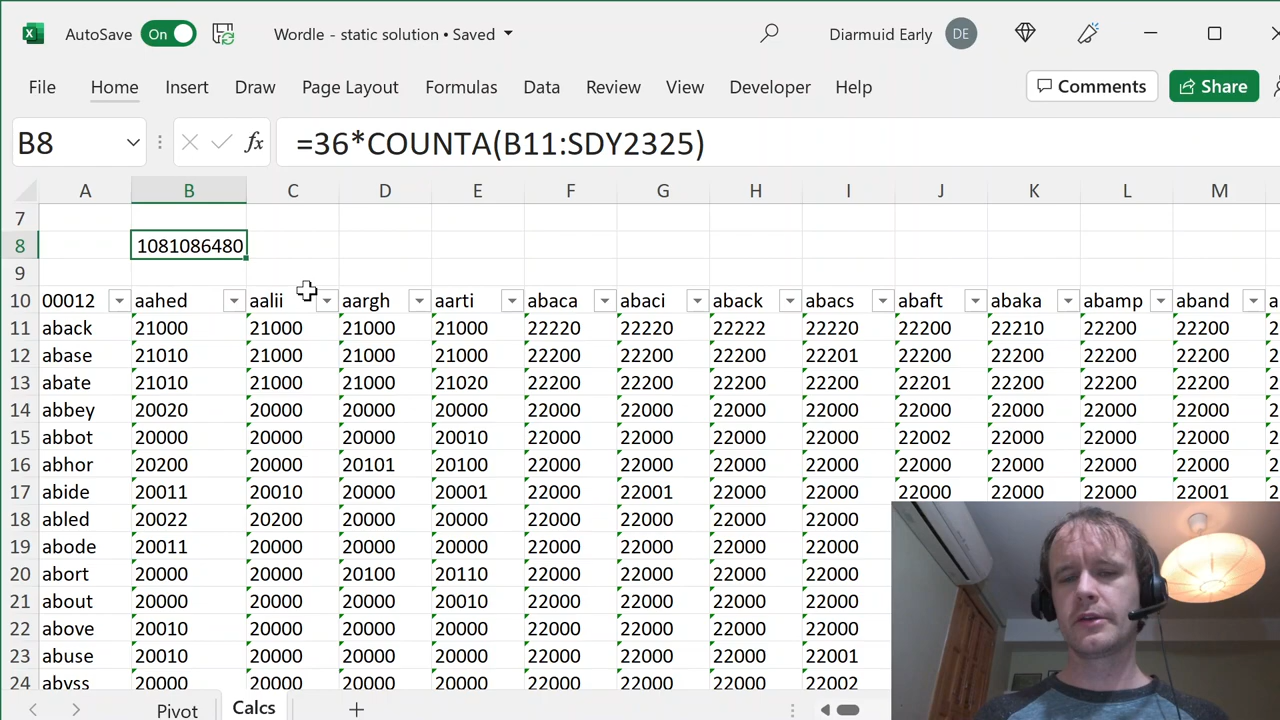 AutoSave On Wordle - static solution • Saved Diarmuid Early DE
File Home Insert Draw Page Layout Formulas Data Review View Developer Help Comments Share
B8 fx =36*COUNTA(B11:SDY2325)
A B C D E F G H I J K L M
7
8 1081086480
9
10 00012 aahed aalii aargh aarti abaca abaci aback abacs abaft abaka abamp aband a
11 aback 21000 21000 21000 21000 22220 22220 22222 22220 22200 22210 22200 22200 2
12 abase 21010 21000 21000 21000 22200 22200 22200 22201 22200 22200 22200 22200 2
13 abate 21010 21000 21000 21020 22200 22200 22200 22200 22201 22200 22200 22200 2
14 abbey 20020 20000 20000 20000 22000 22000 22000 22000 22000 22000 22000 22000 2
15 abbot 20000 20000 20000 20010 22000 22000 22000 22000 22002 22000 22000 22000 2
16 abhor 20200 20000 20101 20100 22000 22000 22000 22000 22000 22000 22000 22000 2
17 abide 20011 20010 20000 20001 22000 22001 22000 22000 22000 22000 22000 22001 2
18 abled 20022 20200 20000 20000 22000 22000 22000 22000
19 abode 20011 20000 20000 20000 22000 22000 22000 22000
20 abort 20000 20000 20100 20110 22000 22000 22000 22000
21 about 20000 20000 20000 20010 22000 22000 22000 22000
22 above 20010 20000 20000 20000 22000 22000 22000 22000
23 abuse 20010 20000 20000 20000 22000 22000 22000 22001
24 abyss 20000 20000 20000 20000 22000 22000 22000 22002
Pivot Calcs